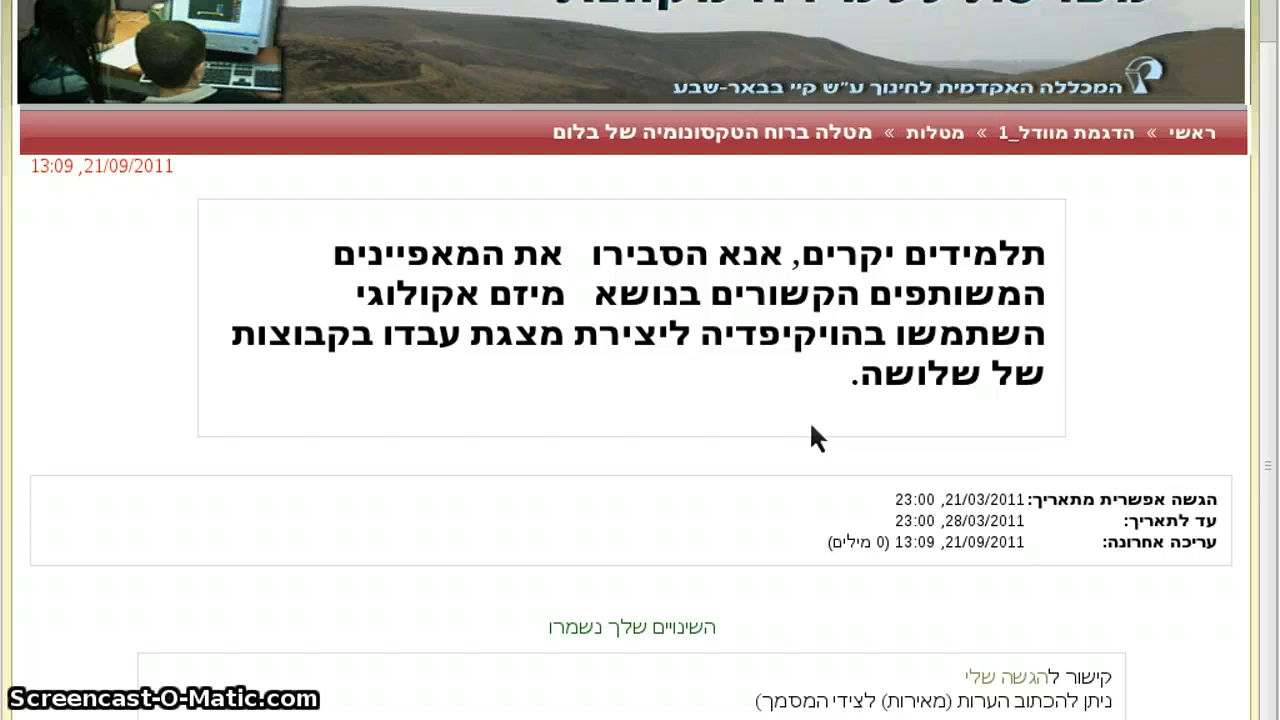 המכללה האקדמית לחינוך ע"ש קיי בבאר-שבע
ראשי » הדגמת מוודל_1 » מטלות » מטלה ברוח הטקסונומיה של בלום
21/09/2011, 13:09
תלמידים יקרים, אנא הסבירו את המאפיינים
המשותפים הקשורים בנושא מיזם אקולוגי
השתמשו בהויקיפדיה ליצירת מצגת עבדו בקבוצות
של שלושה.
הגשה אפשרית מתאריך: 21/03/2011, 23:00
עד לתאריך: 28/03/2011, 23:00
עריכה אחרונה: 21/09/2011, 13:09 (0 מילים)
השינויים שלך נשמרו
קישור להגשה שלי
ניתן להכתוב הערות (מאירות) לצידי המסמך)
Screencast-O-Matic.com